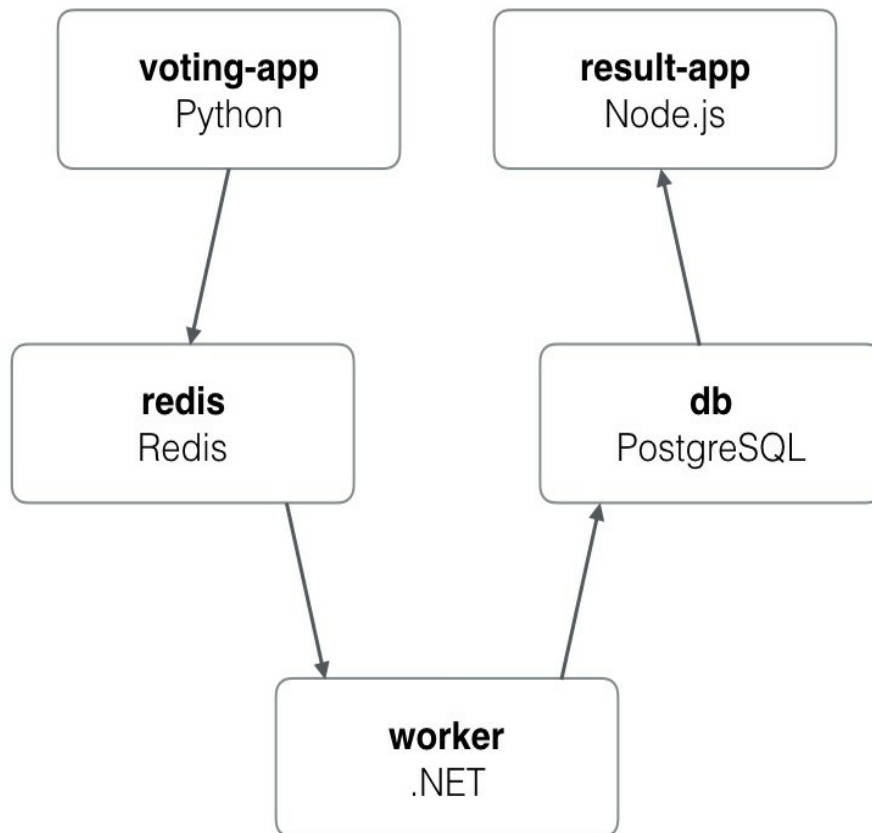 voting-app
Python
result-app
Node.js
redis
Redis
db
PostgreSQL
worker
.NET